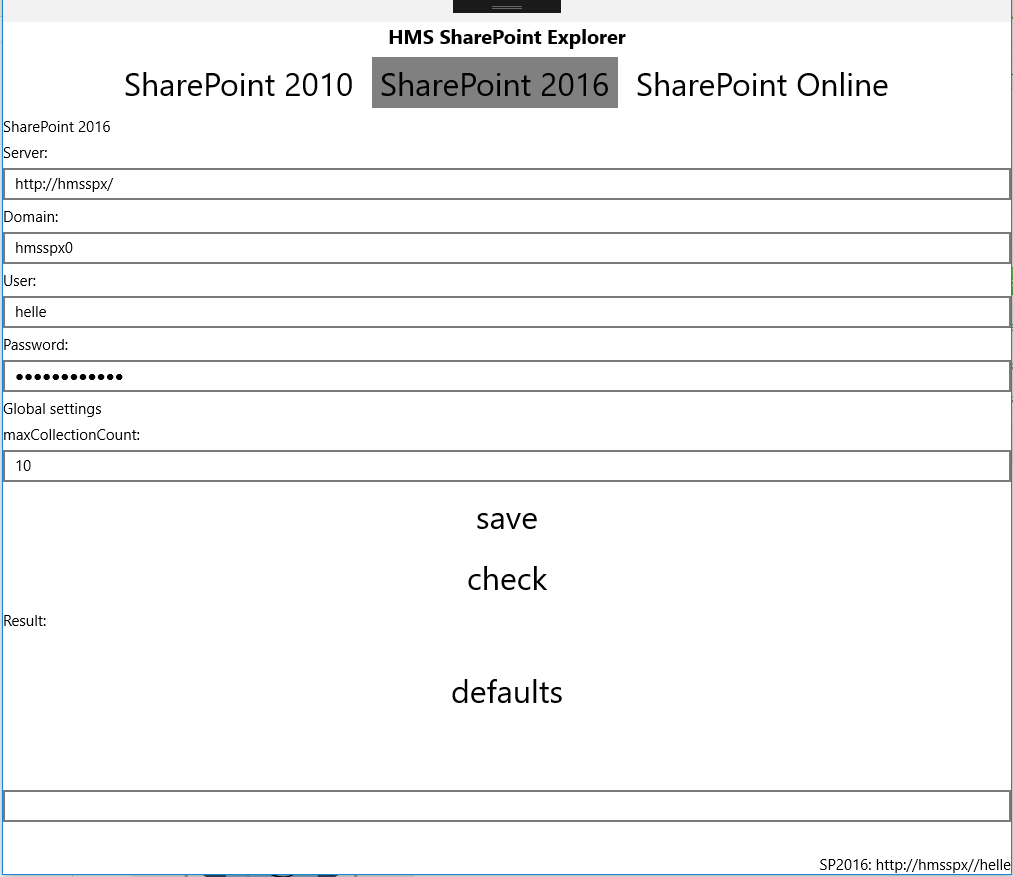 HMS SharePoint Explorer
SharePoint 2010 SharePoint 2016 SharePoint Online
SharePoint 2016
Server:
http://hmsspx/
Domain:
hmsspx0
User:
helle
Password:
●●●●●●●●●●●●
Global settings
maxCollectionCount:
10
save
check
Result:
defaults
SP2016: http://hmsspx//helle